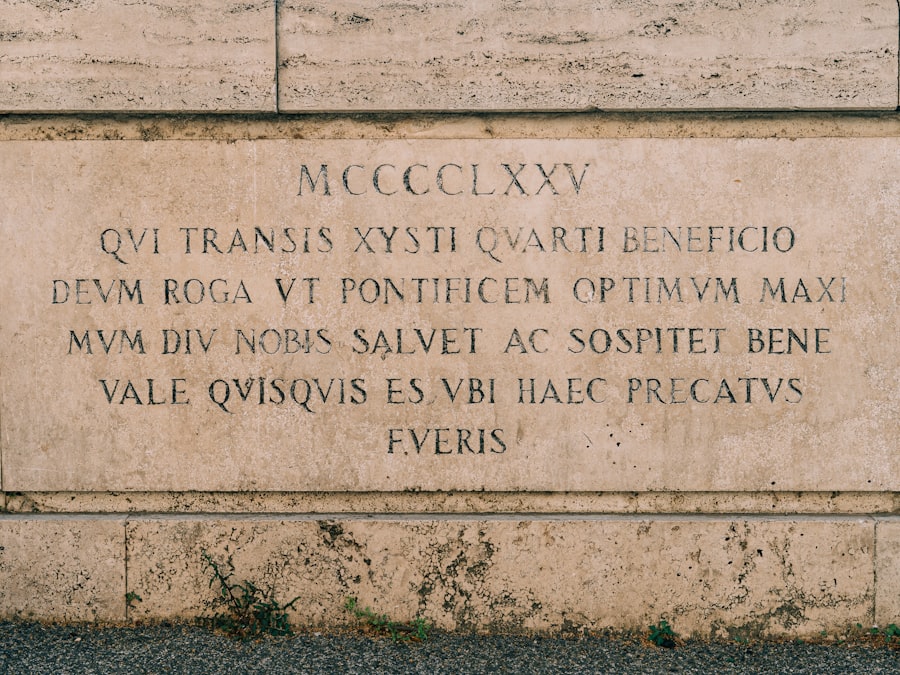 MCCCCLXXV
QVI TRANSIS XYSTI QVARTI BENEFICIO
DEVM ROGA VT PONTIFICEM OPTIMVM MAXI
MVM DIV NOBIS SALVET AC SOSPITET BENE
VALE QVISQVIS ES VBI HAEC PRECATVS
FVERIS